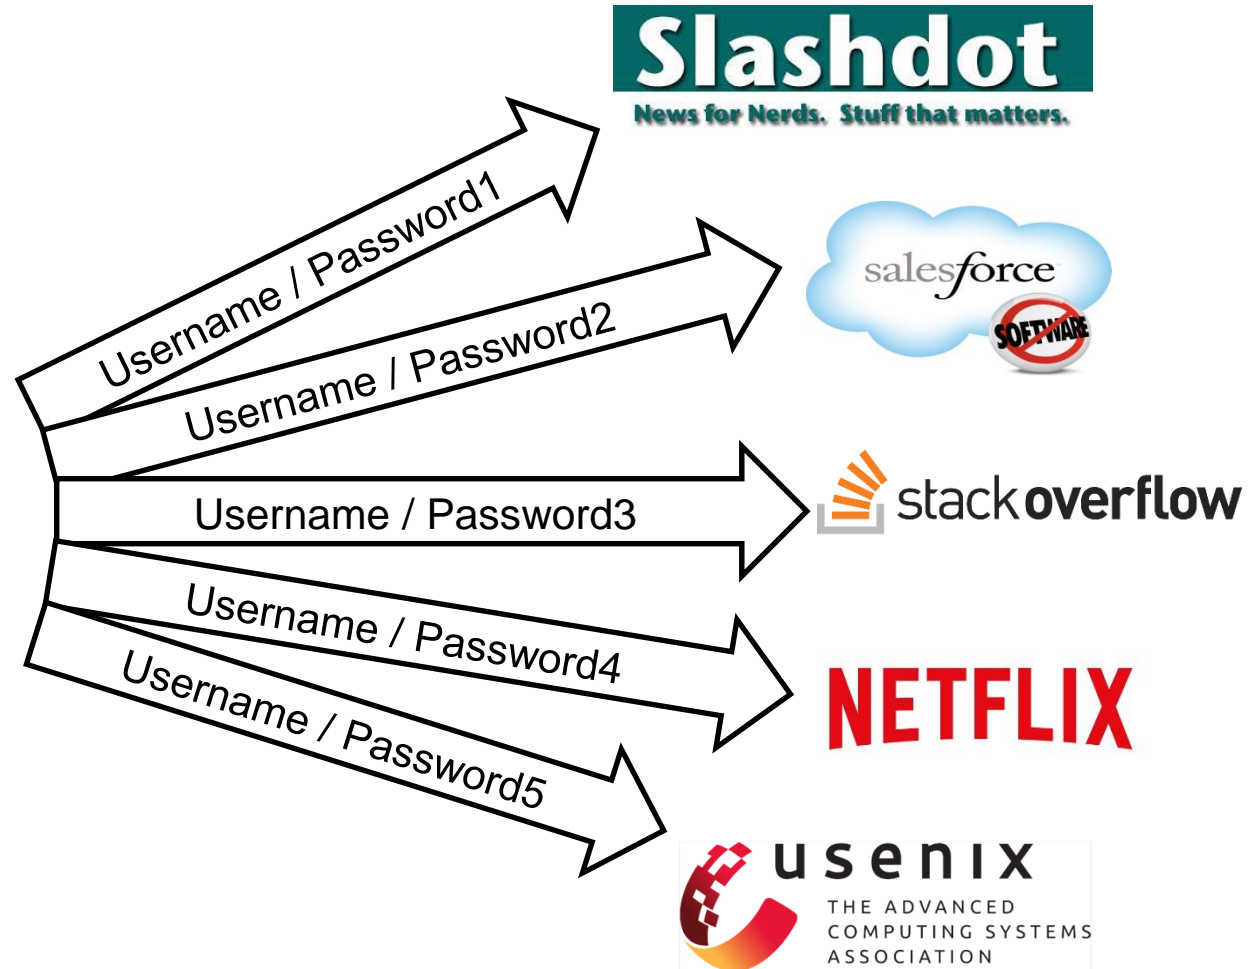 Slashdot
News for Nerds. Stuff that matters.
Username / Password1
salesforce
SOFTWARE
Username / Password2
Username / Password3
stackoverflow
Username / Password4
NETFLIX
Username / Password5
usenix
THE ADVANCED
COMPUTING SYSTEMS
ASSOCIATION